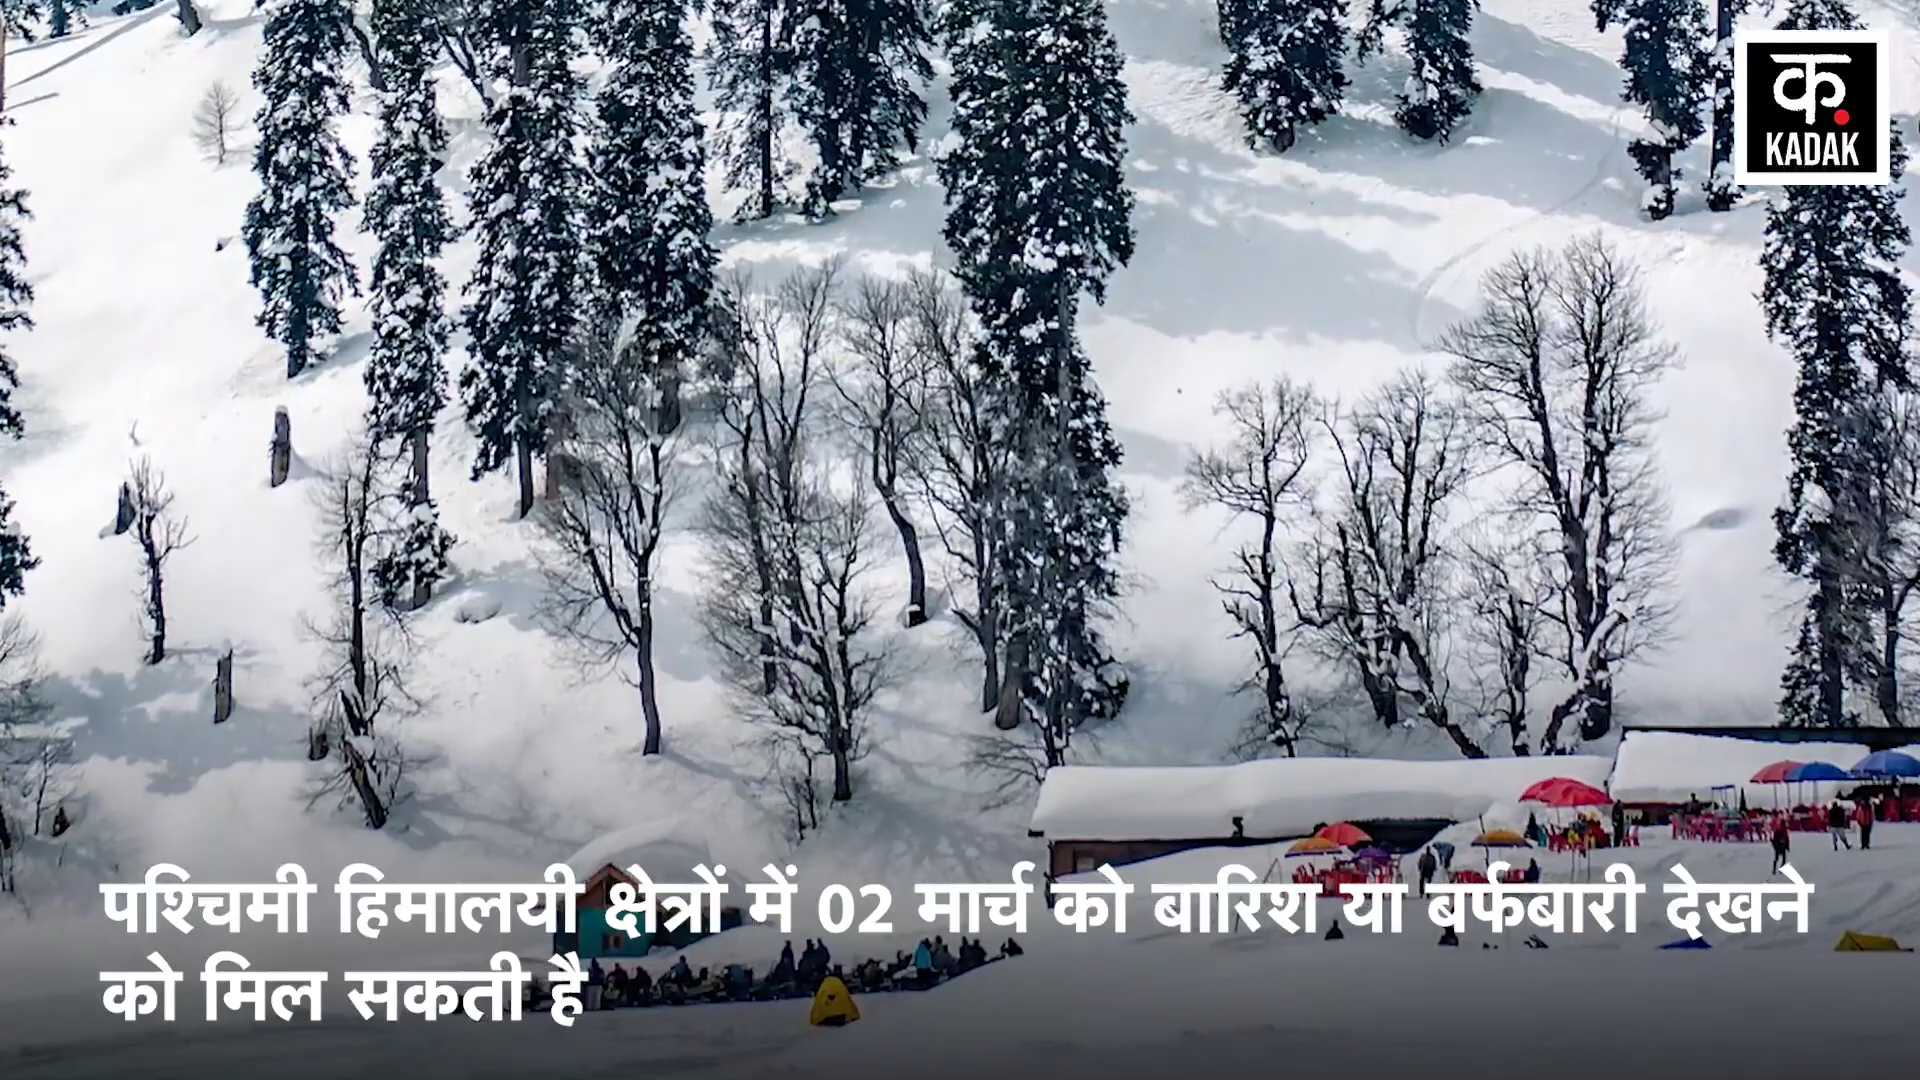 क.
KADAK
पश्चिमी हिमालयी क्षेत्रों में 02 मार्च को बारिश या बर्फबारी देखने
को मिल सकती है